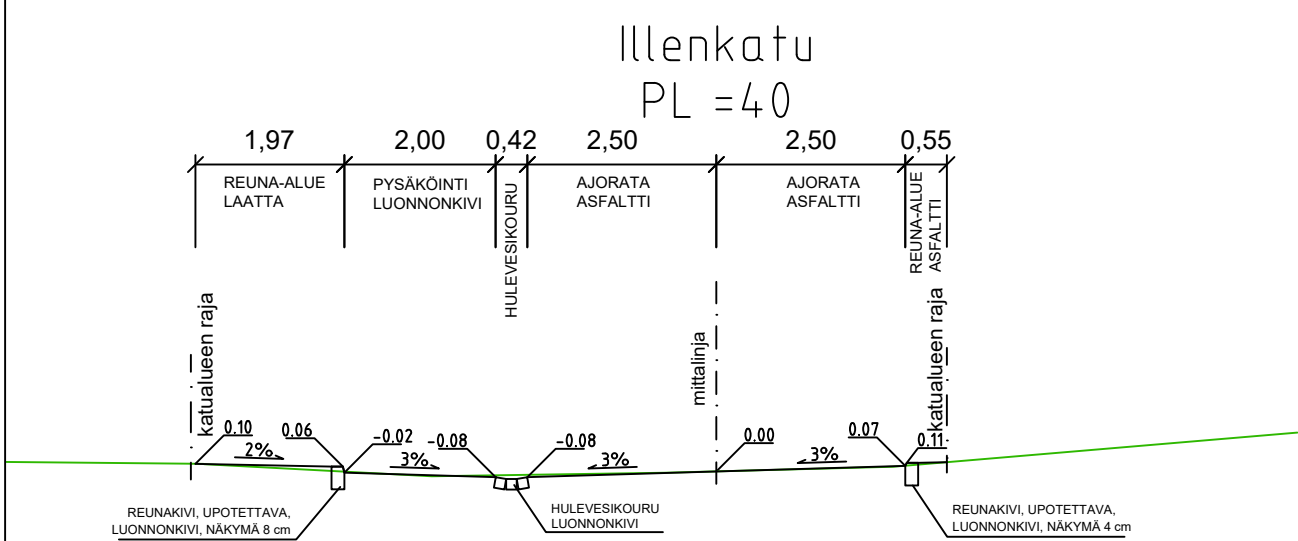 Illenkatu
PL =40
1,97
2,00
0,42
2,50
2,50
0,55
REUNA-ALUE
LAATTA
PYSÄKÖINTI
LUONNONKIVI
HULEVESIKOURU
AJORATA
ASFALTTI
AJORATA
ASFALTTI
REUNA-ALUE
ASFALTTI
katualueen raja
mittalinja
katualueen raja
0.10
2%
0.06
-0.02
3%
-0.08
-0.08
3%
0.00
3%
0.07
0.11
REUNAKIVI, UPOTETTAVA,
LUONNONKIVI, NÄKYMÄ 8 cm
HULEVESIKOURU
LUONNONKIVI
REUNAKIVI, UPOTETTAVA,
LUONNONKIVI, NÄKYMÄ 4 cm